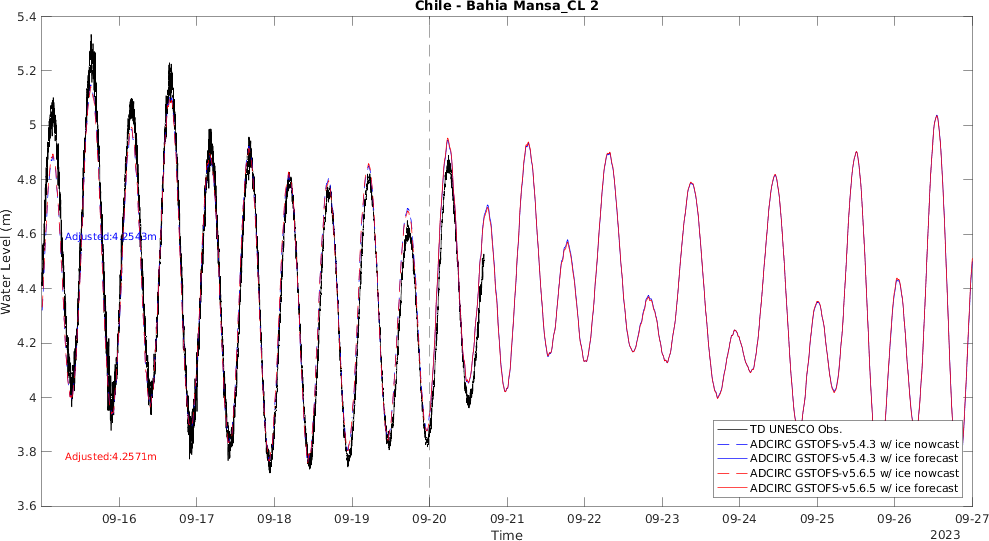 Chile - Bahia Mansa_CL 2
5.4
5.2
5
4.8
4.6
4.4
4.2
4
3.8
3.6
Water Level (m)
Adjusted:4.2543m
Adjusted:4.2571m
TD UNESCO Obs.
ADCIRC GSTOFS-v5.4.3 w/ ice nowcast
ADCIRC GSTOFS-v5.4.3 w/ ice forecast
ADCIRC GSTOFS-v5.6.5 w/ ice nowcast
ADCIRC GSTOFS-v5.6.5 w/ ice forecast
09-16 09-17 09-18 09-19 09-20 09-21 09-22 09-23 09-24 09-25 09-26 09-27
Time
2023